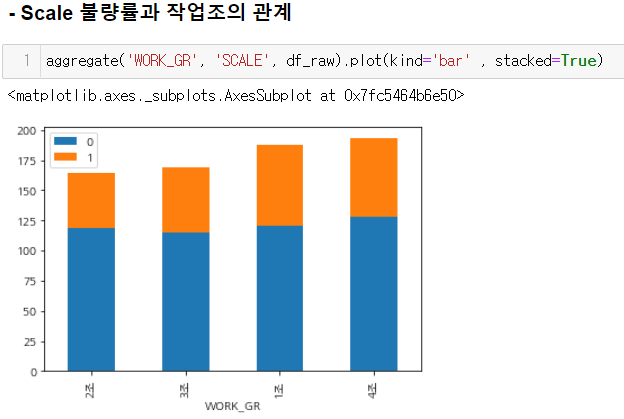 - Scale 불량률과 작업조의 관계
1 aggregate('WORK_GR', 'SCALE', df_raw).plot(kind='bar' , stacked=True)
<matplotlib.axes._subplots.AxesSubplot at 0x7fc5464b6e50>
200
175
150
125
100
75
50
25
0
0
1
2조
3조
1조
4조
WORK_GR